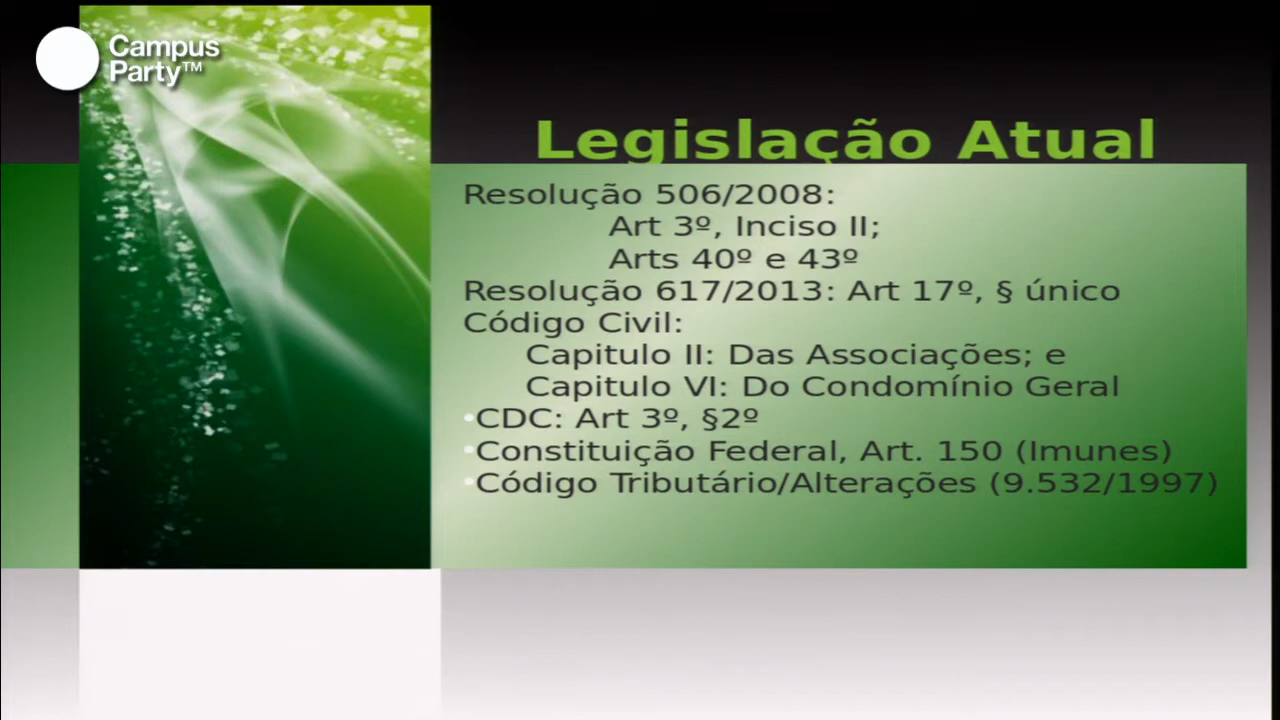 Campus
Party™
Legislação Atual
Resolução 506/2008:
Art 3º, Inciso II;
Arts 40º e 43º
Resolução 617/2013: Art 17º, § único
Código Civil:
Capitulo II: Das Associações; e
Capitulo VI: Do Condomínio Geral
•CDC: Art 3º, §2º
•Constituição Federal, Art. 150 (Imunes)
•Código Tributário/Alterações (9.532/1997)